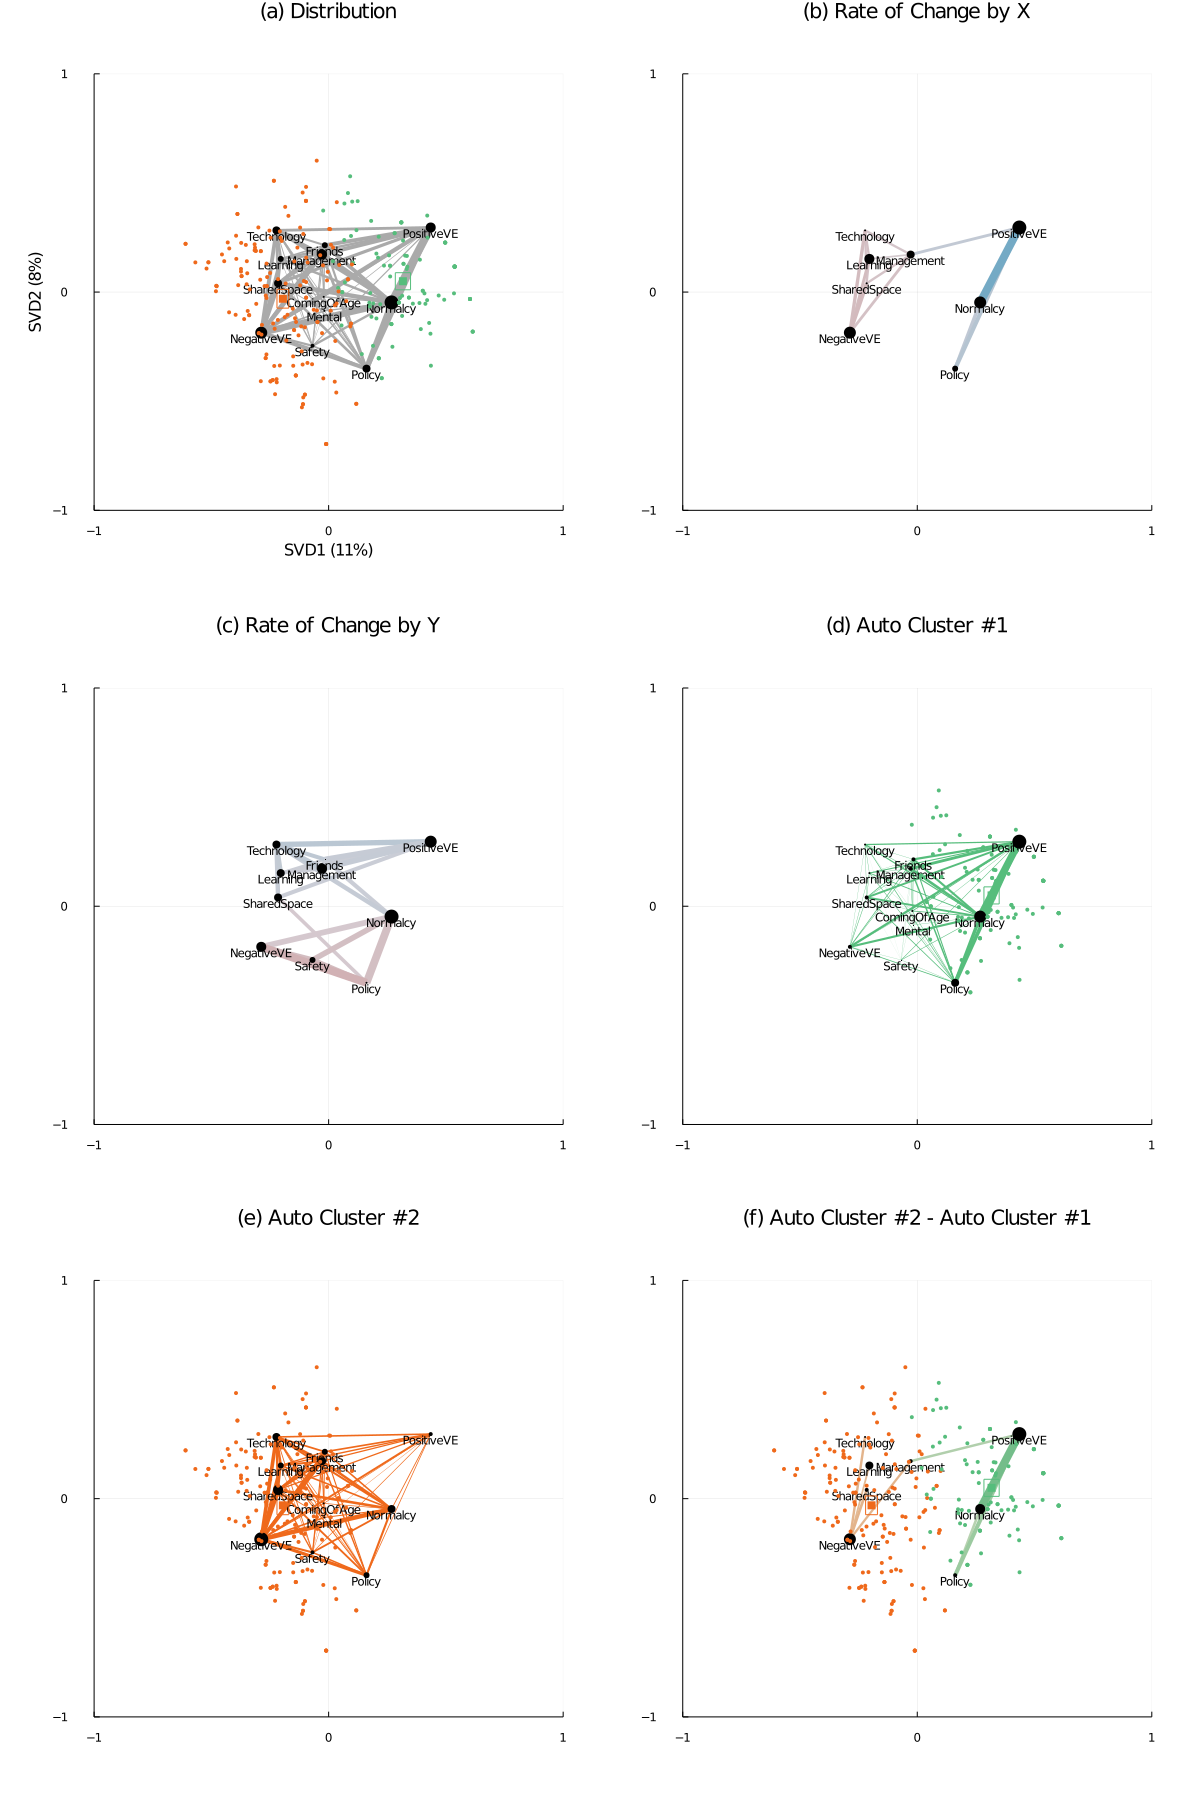 (a) Distribution
1
0
−1
−1 0 1
SVD2 (8%)
SVD1 (11%)
Technology
PositiveVE
Friends
Management
Learning
SharedSpace
ComingOfAge
Normalcy
Mental
NegativeVE
Safety
Policy
(b) Rate of Change by X
1
0
−1
−1 0 1
Technology
PositiveVE
Management
Learning
SharedSpace
Normalcy
NegativeVE
Policy
(c) Rate of Change by Y
1
0
−1
−1 0 1
Technology
PositiveVE
Friends
Management
Learning
SharedSpace
Normalcy
NegativeVE
Safety
Policy
(d) Auto Cluster #1
1
0
−1
−1 0 1
Technology
PositiveVE
Friends
Management
Learning
SharedSpace
ComingOfAge
Normalcy
Mental
NegativeVE
Safety
Policy
(e) Auto Cluster #2
1
0
−1
−1 0 1
Technology
PositiveVE
Friends
Management
Learning
SharedSpace
ComingOfAge
Normalcy
Mental
NegativeVE
Safety
Policy
(f) Auto Cluster #2 - Auto Cluster #1
1
0
−1
−1 0 1
Technology
PositiveVE
Management
Learning
SharedSpace
Normalcy
NegativeVE
Policy